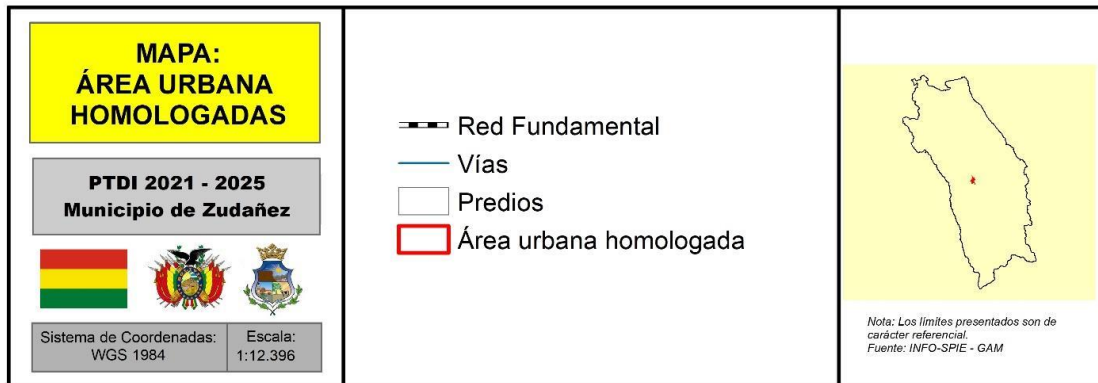 MAPA:
ÁREA URBANA
HOMOLOGADAS
PTDI 2021 - 2025
Municipio de Zudañez
Sistema de Coordenadas:
WGS 1984
Escala:
1:12.396
Red Fundamental
Vías
Predios
Área urbana homologada
Nota: Los límites presentados son de
carácter referencial.
Fuente: INFO-SPIE - GAM